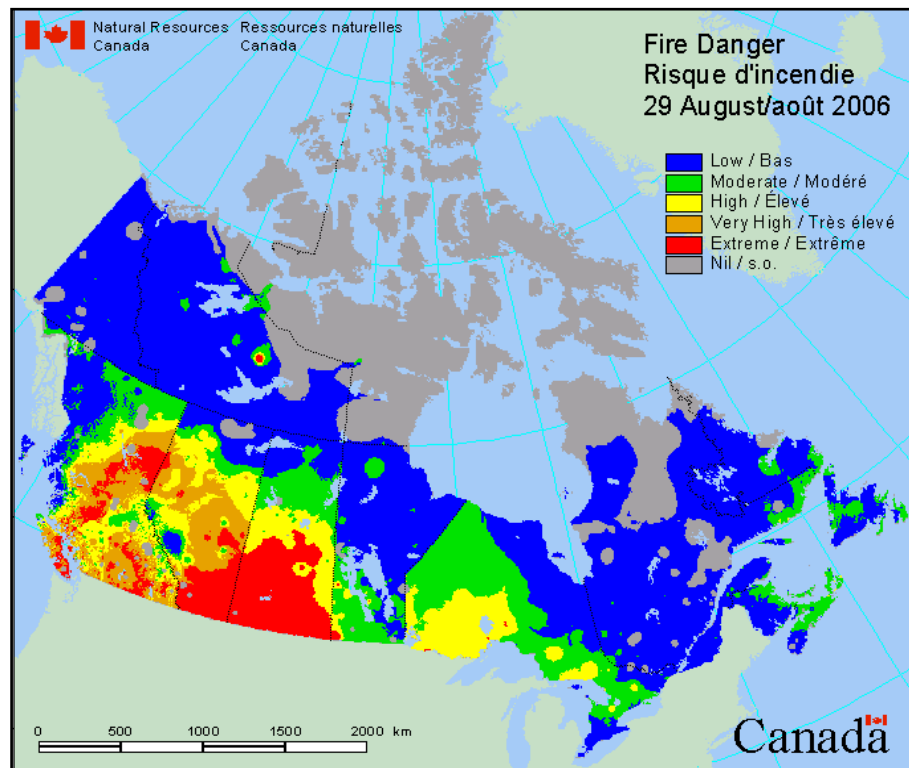 Natural Resources Ressources naturelles
Canada Canada
Fire Danger
Risque d'incendie
29 August/août 2006
Low / Bas
Moderate / Modéré
High / Élevé
Very High / Très élevé
Extreme / Extrême
Nil / s.o.
0 500 1000 1500 2000 km
Canada